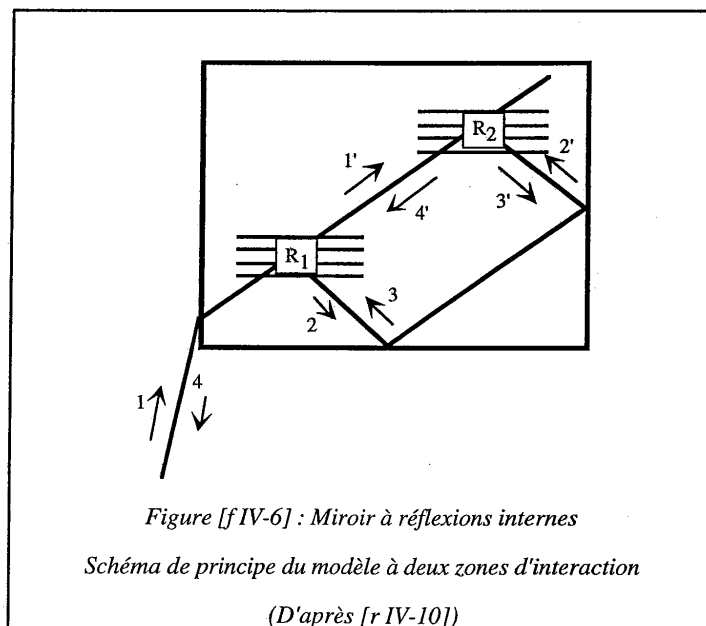 R2
1'
2'
4'
3'
R1
3
2
1
4
Figure [f IV-6] : Miroir à réflexions internes
Schéma de principe du modèle à deux zones d'interaction
(D'après [r IV-10])